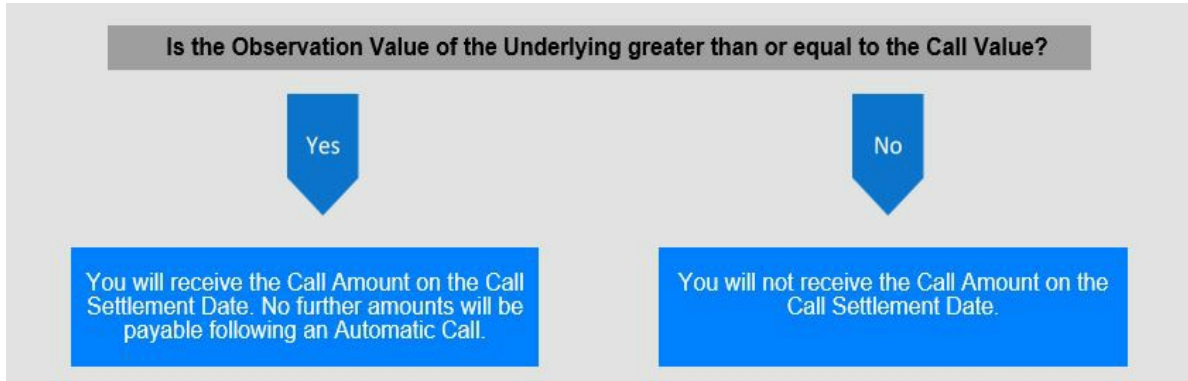 Is the Observation Value of the Underlying greater than or equal to the Call Value?
Yes
No
You will receive the Call Amount on the Call
Settlement Date. No further amounts will be
payable following an Automatic Call.
You will not receive the Call Amount on the
Call Settlement Date.